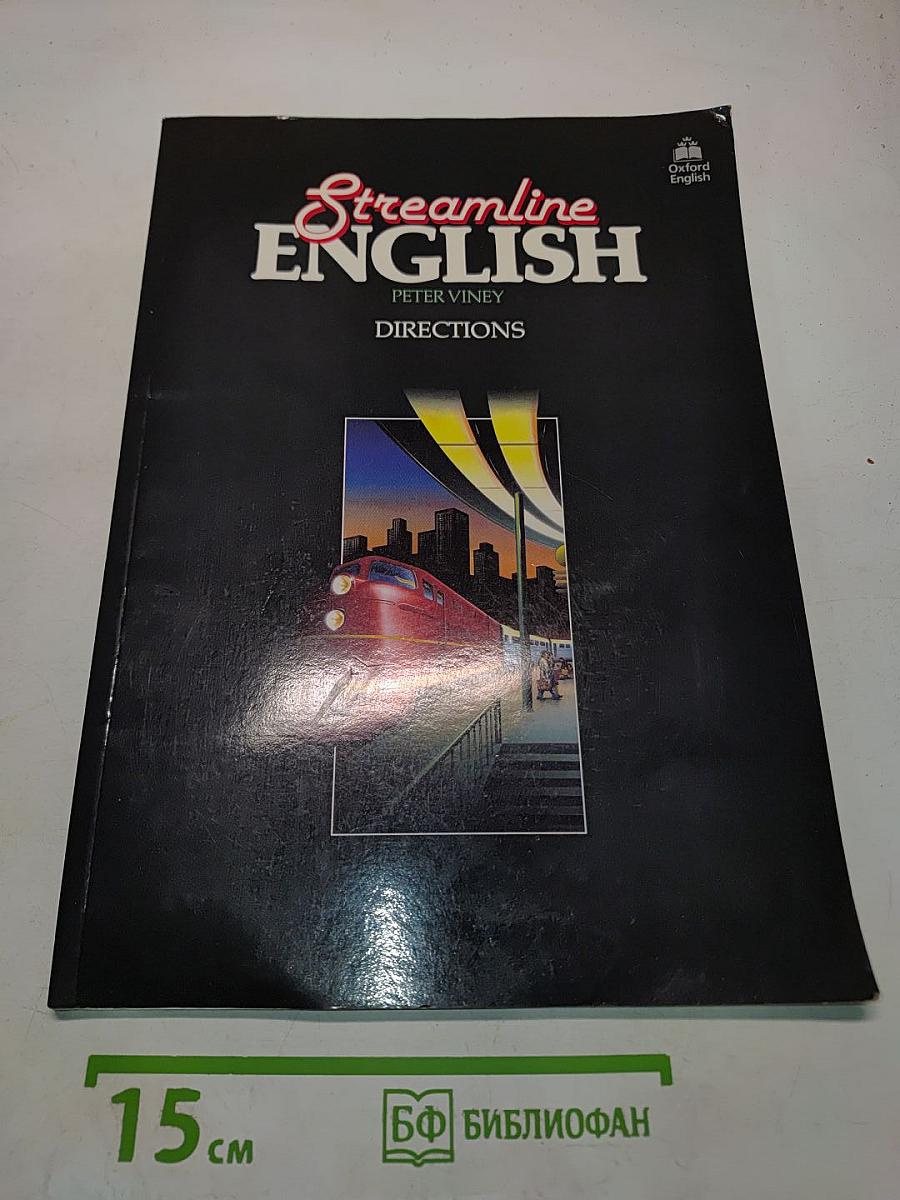 Oxford
English
Streamline
ENGLISH
PETER VINEY
DIRECTIONS
15 см
БФ БИБЛИОФАН